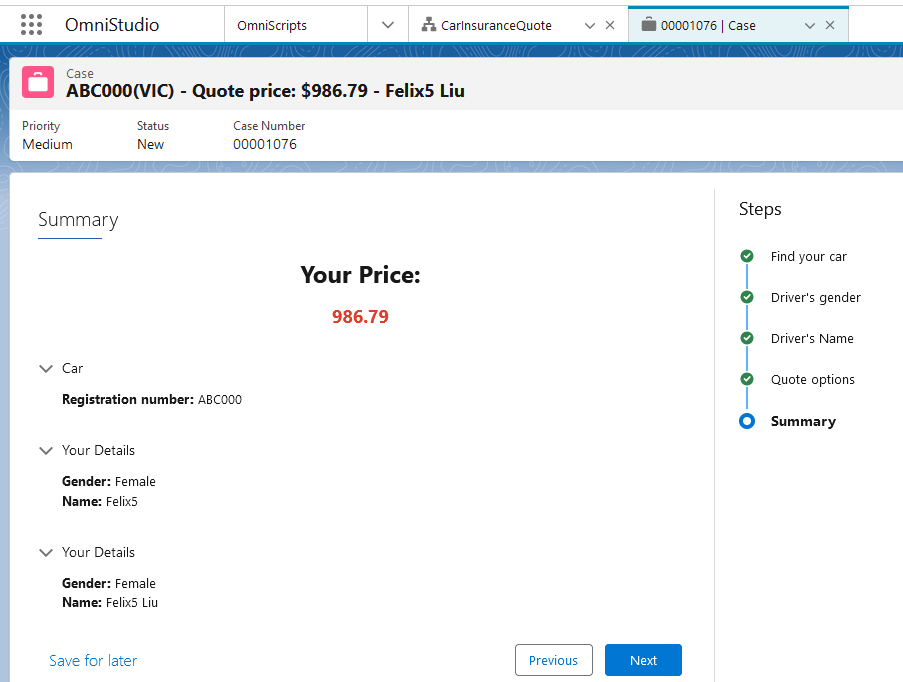 OmniStudio
OmniScripts
CarInsuranceQuote
00001076 | Case
Case
ABC000(VIC) - Quote price: $986.79 - Felix5 Liu
Priority
Medium
Status
New
Case Number
00001076
Summary
Your Price:
986.79
Car
Registration number: ABC000
Your Details
Gender: Female
Name: Felix5
Your Details
Gender: Female
Name: Felix5 Liu
Save for later
Previous
Next
Steps
Find your car
Driver's gender
Driver's Name
Quote options
Summary